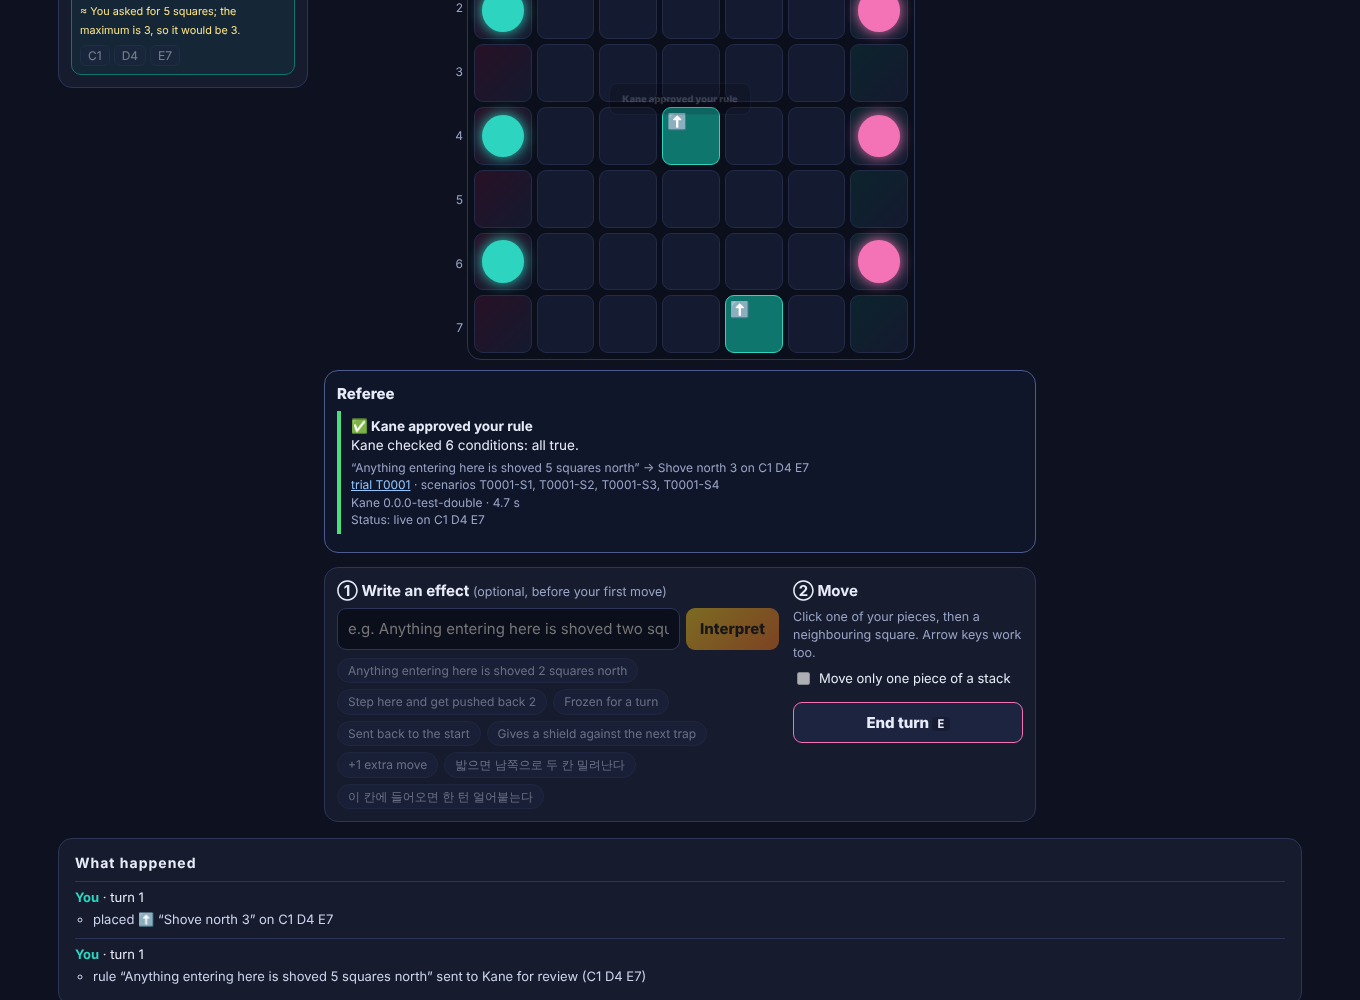 ≈ You asked for 5 squares; the
maximum is 3, so it would be 3.
C1 D4 E7
2
3
Kane approved your rule
4
5
6
7
Referee
✅ Kane approved your rule
Kane checked 6 conditions: all true.
“Anything entering here is shoved 5 squares north” → Shove north 3 on C1 D4 E7
trial T0001 · scenarios T0001-S1, T0001-S2, T0001-S3, T0001-S4
Kane 0.0.0-test-double · 4.7 s
Status: live on C1 D4 E7
① Write an effect (optional, before your first move)
e.g. Anything entering here is shoved two squ
Interpret
Anything entering here is shoved 2 squares north
Step here and get pushed back 2
Frozen for a turn
Sent back to the start
Gives a shield against the next trap
+1 extra move
밟으면 남쪽으로 두 칸 밀려난다
이 칸에 들어오면 한 턴 얼어붙는다
② Move
Click one of your pieces, then a
neighbouring square. Arrow keys work
too.
Move only one piece of a stack
End turn E
What happened
You · turn 1
placed ⬆️ “Shove north 3” on C1 D4 E7
You · turn 1
rule “Anything entering here is shoved 5 squares north” sent to Kane for review (C1 D4 E7)